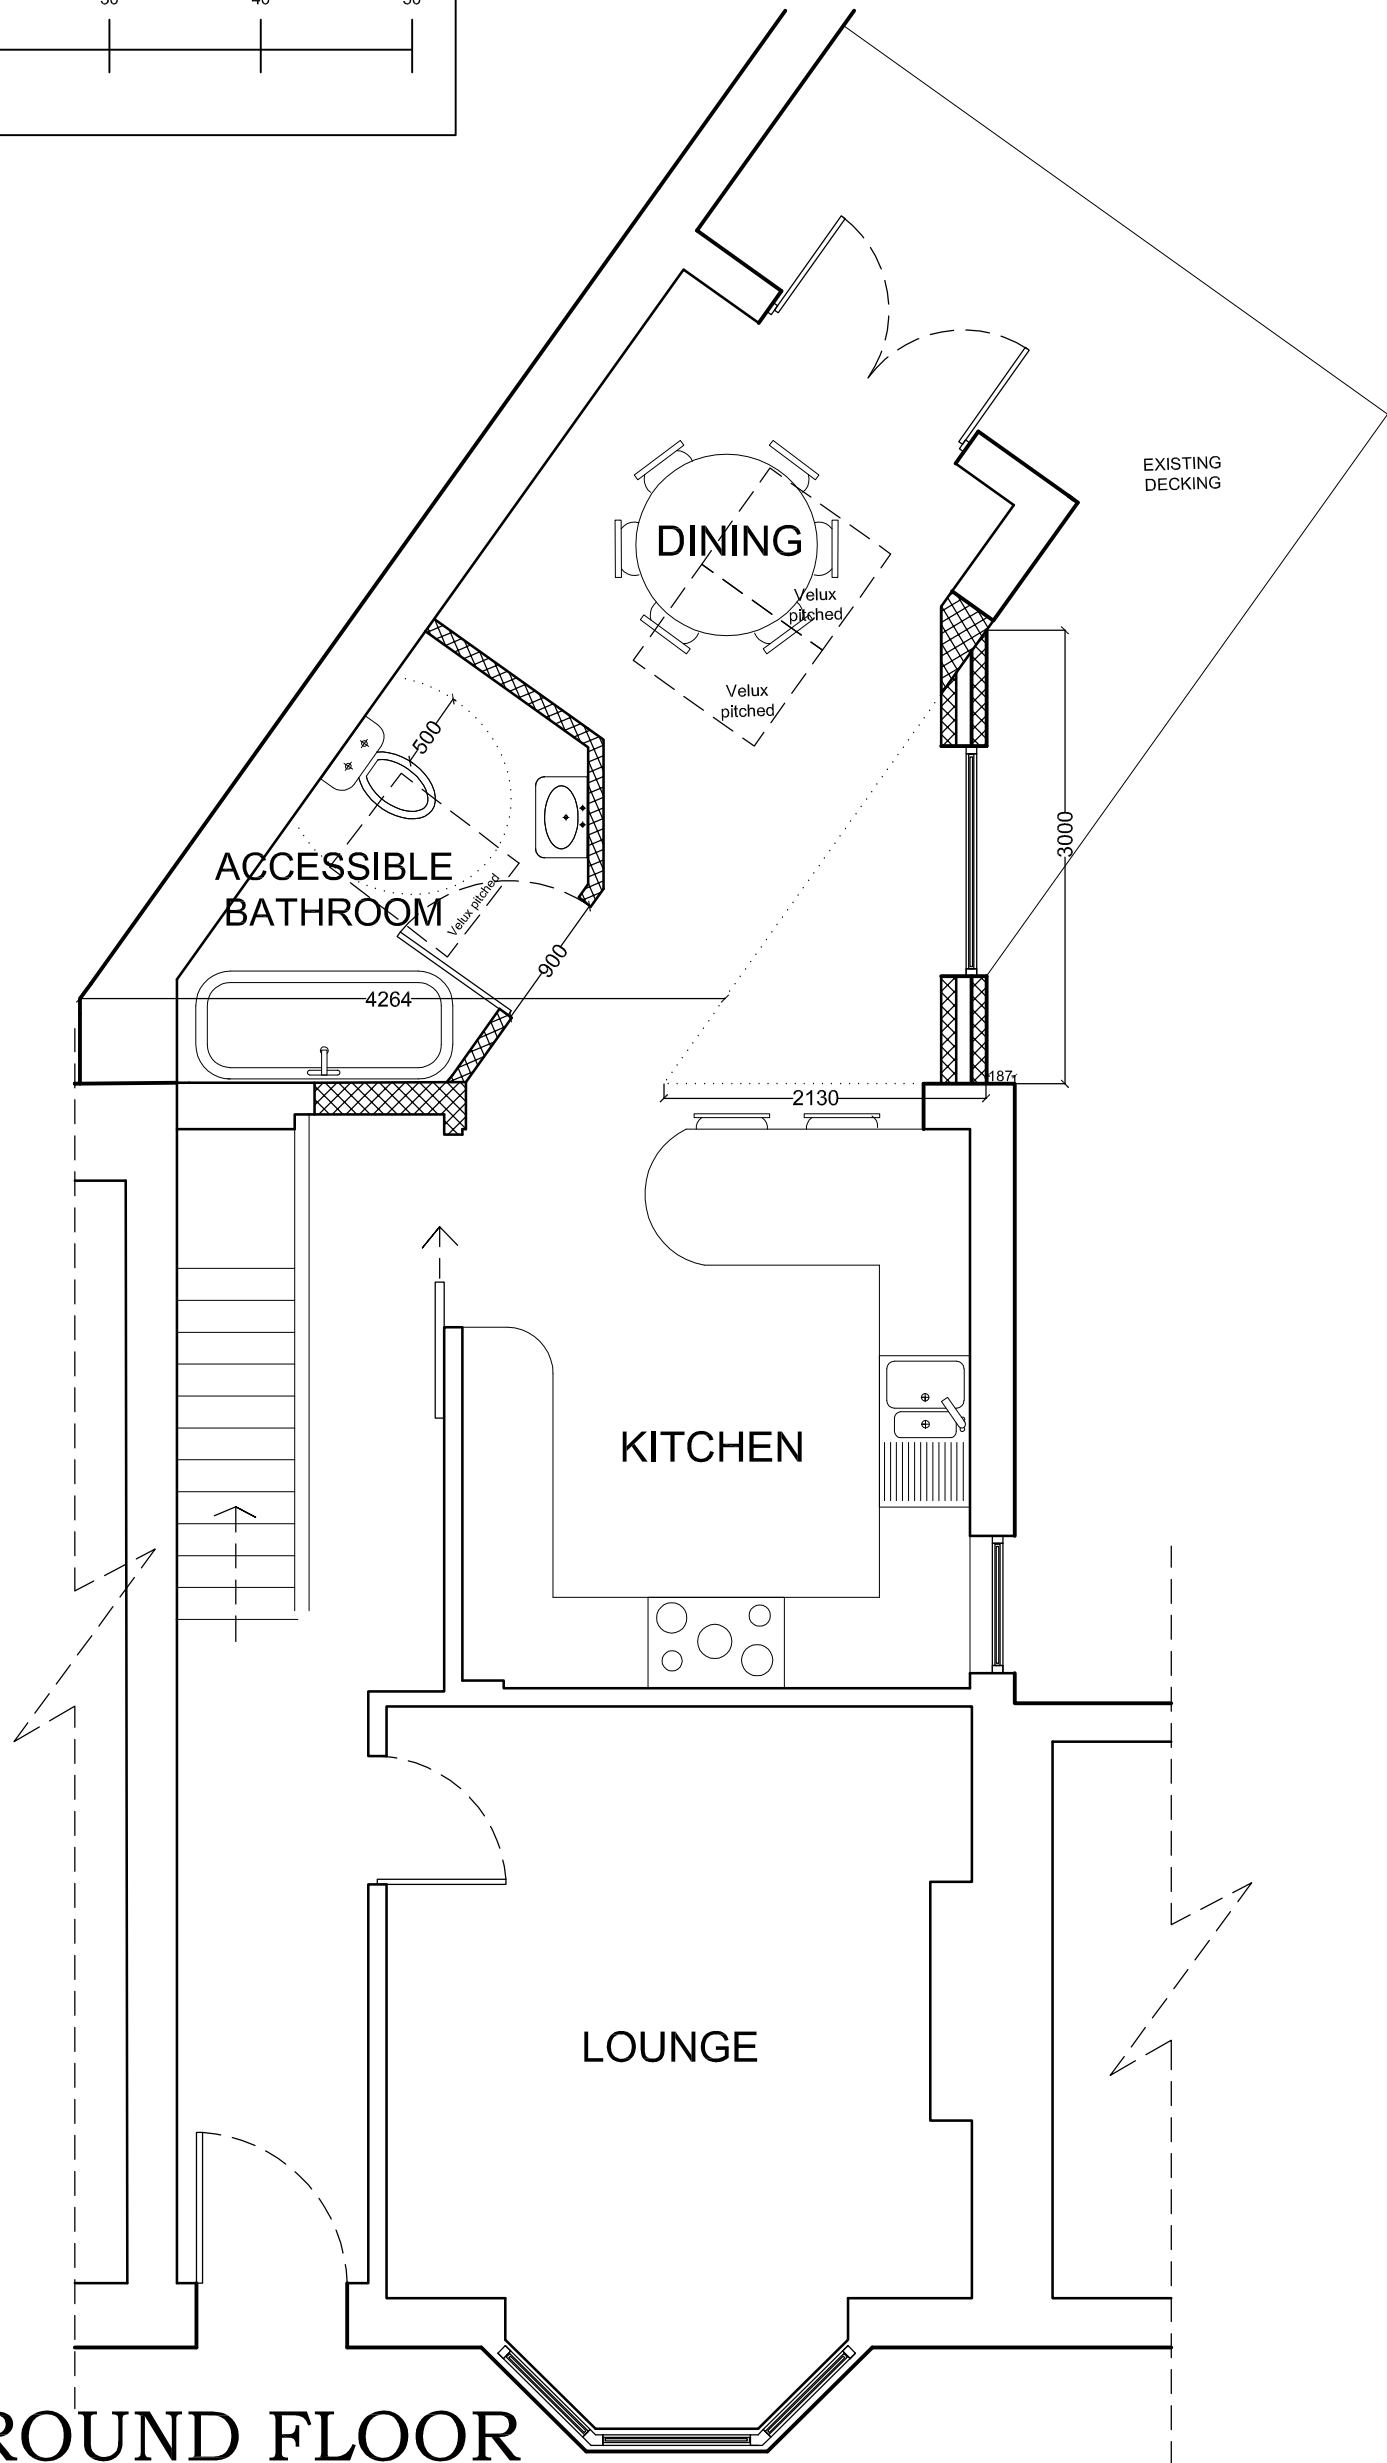 EXISTING
DECKING
DINING
Velux
pitched
Velux
pitched
500
3000
ACCESSIBLE
BATHROOM
Velux pitched
900
4264
187
2130
KITCHEN
LOUNGE
ROUND FLOOR